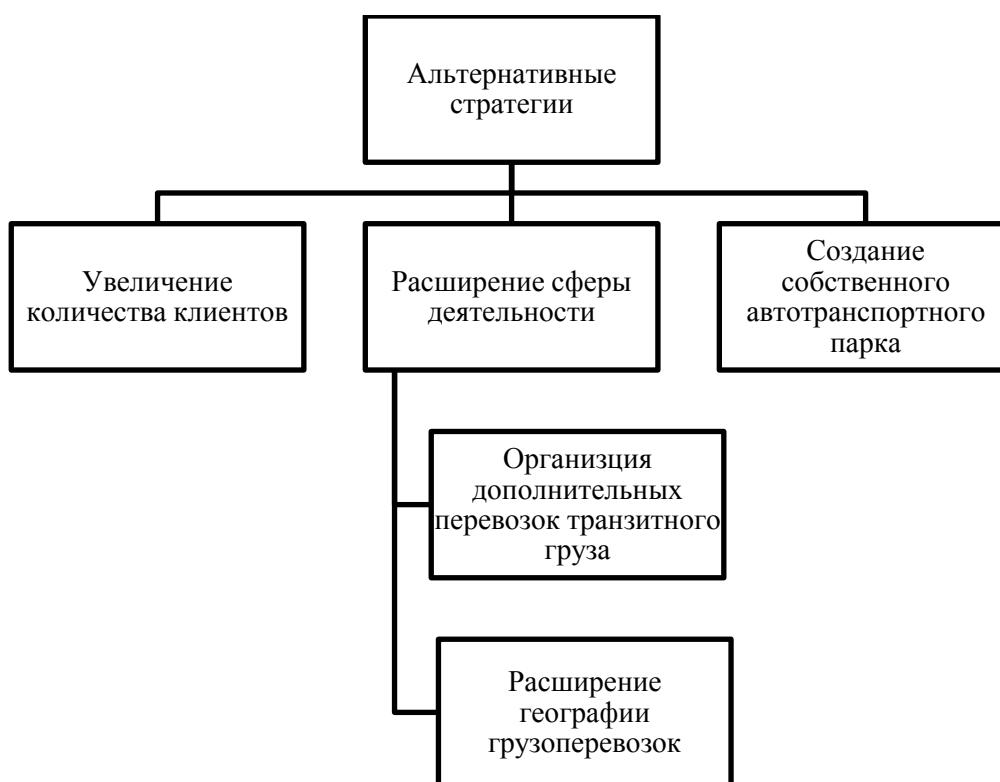 Альтернативные
стратегии
Увеличение
количества клиентов
Расширение сферы
деятельности
Создание
собственного
автотранспортного
парка
Организция
дополнительных
перевозок транзитного
груза
Расширение
географии
грузоперевозок